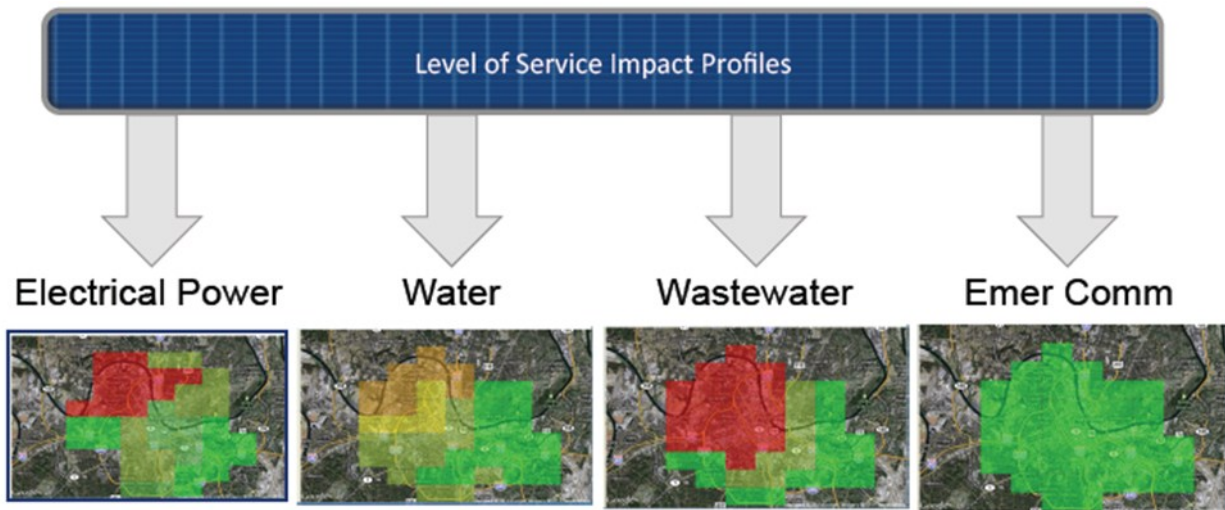 Level of Service Impact Profiles
Electrical Power
Water
Wastewater
Emer Comm